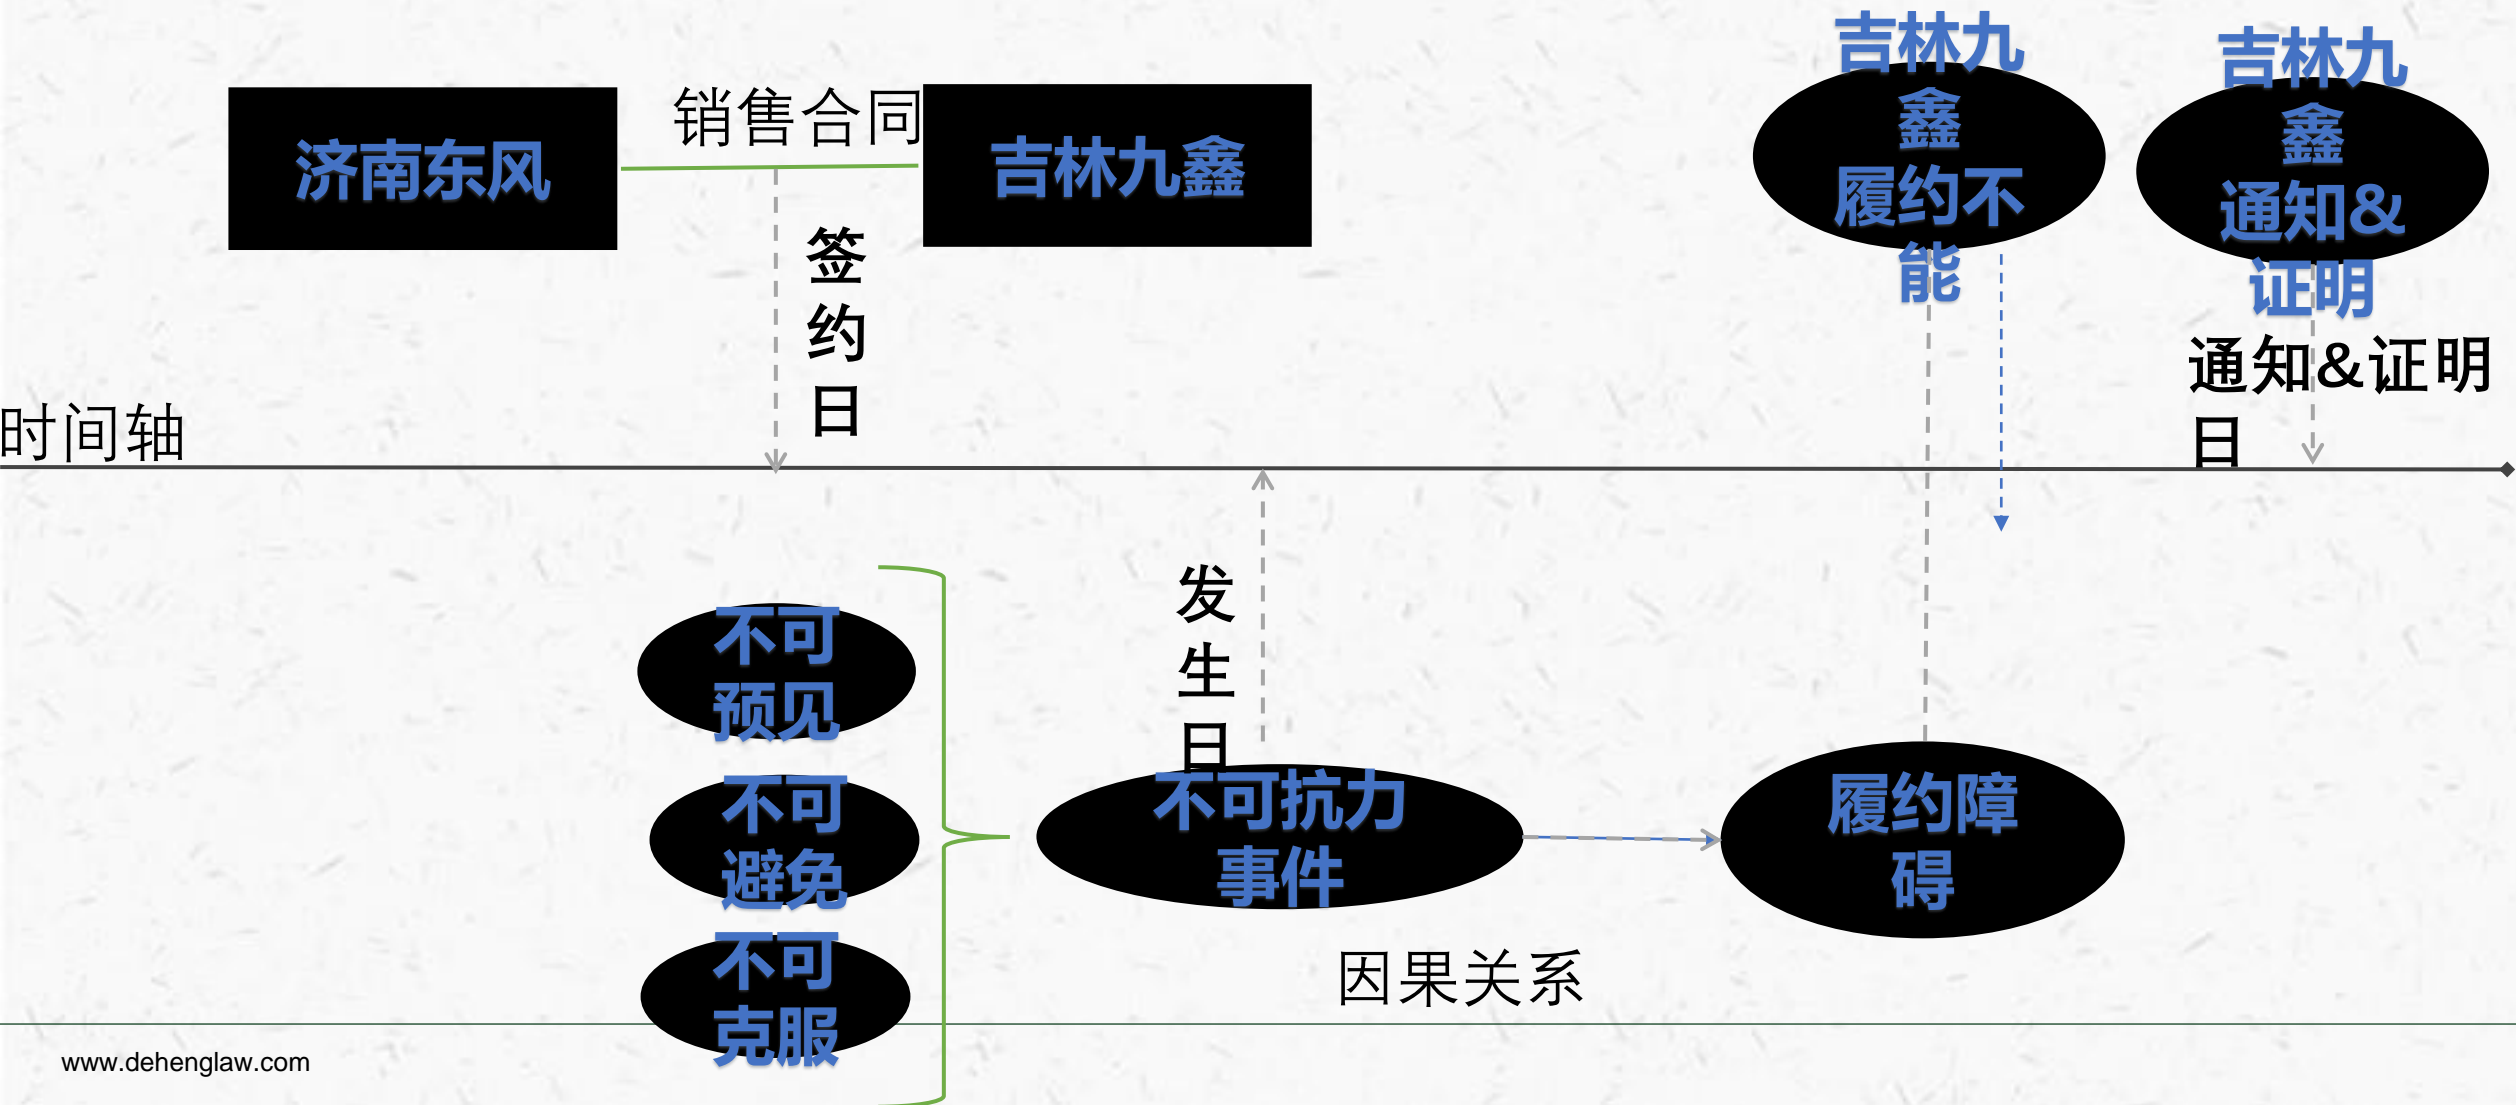 济南东风
销售合同
吉林九鑫
签
约
日
吉林九
鑫
履约不
能
吉林九
鑫
通知&
证明
通知&证明
日
时间轴
不可
预见
不可
避免
不可
克服
发
生
日
不可抗力
事件
履约障
碍
因果关系
www.dehenglaw.com